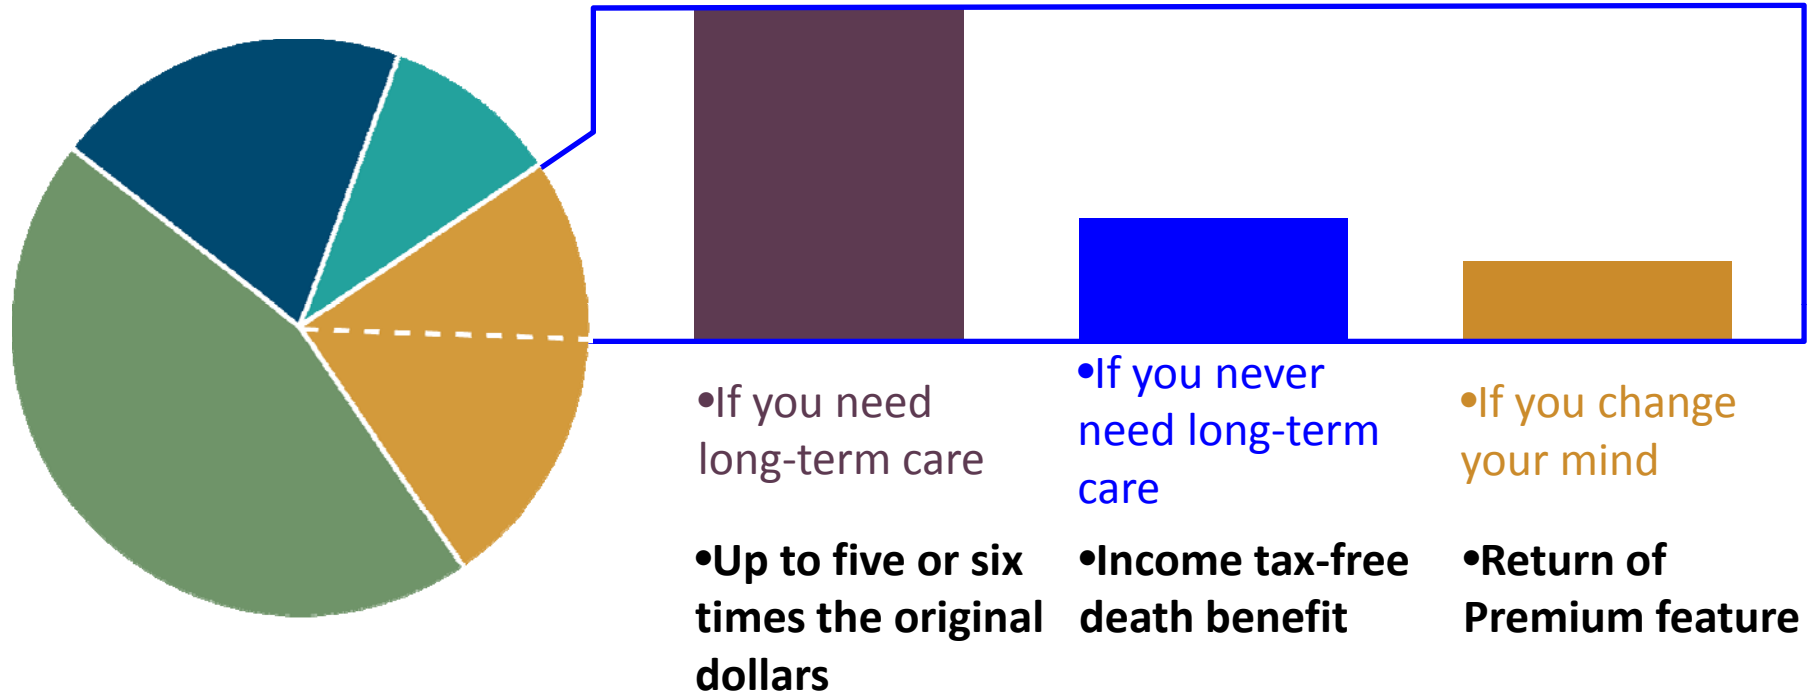 •If you need
long-term care
•If you never
need long-term
care
•If you change
your mind
•Up to five or six
times the original
dollars
•Income tax-free
death benefit
•Return of
Premium feature